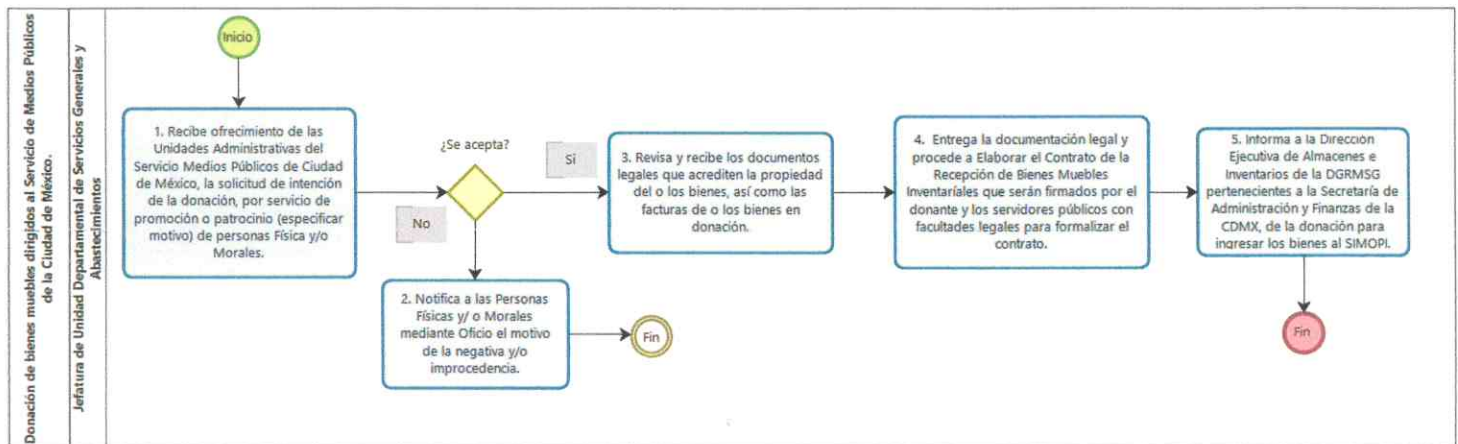 Donación de bienes muebles dirigidos al Servicio de Medios Públicos
de la Ciudad de México.
Jefatura de Unidad Departamental de Servicios Generales y
Abastecimientos
Inicio
1. Recibe ofrecimiento de las
Unidades Administrativas del
Servicio Medios Públicos de Ciudad
de México, la solicitud de intención
de la donación, por servicio de
promoción o patrocinio (especificar
motivo) de personas Física y/o
Morales.
¿Se acepta?
Si
No
2. Notifica a las Personas
Físicas y/ o Morales
mediante Oficio el motivo
de la negativa y/o
improcedencia.
Fin
3. Revisa y recibe los documentos
legales que acrediten la propiedad
del o los bienes, así como las
facturas de o los bienes en
donación.
4. Entrega la documentación legal y
procede a Elaborar el Contrato de la
Recepción de Bienes Muebles
Inventaríales que serán firmados por el
donante y los servidores públicos con
facultades legales para formalizar el
contrato.
5. Informa a la Dirección
Ejecutiva de Almacenes e
Inventarios de la DGRMSG
pertenecientes a la Secretaría de
Administración y Finanzas de la
CDMX, de la donación para
ingresar los bienes al SIMOPI.
Fin